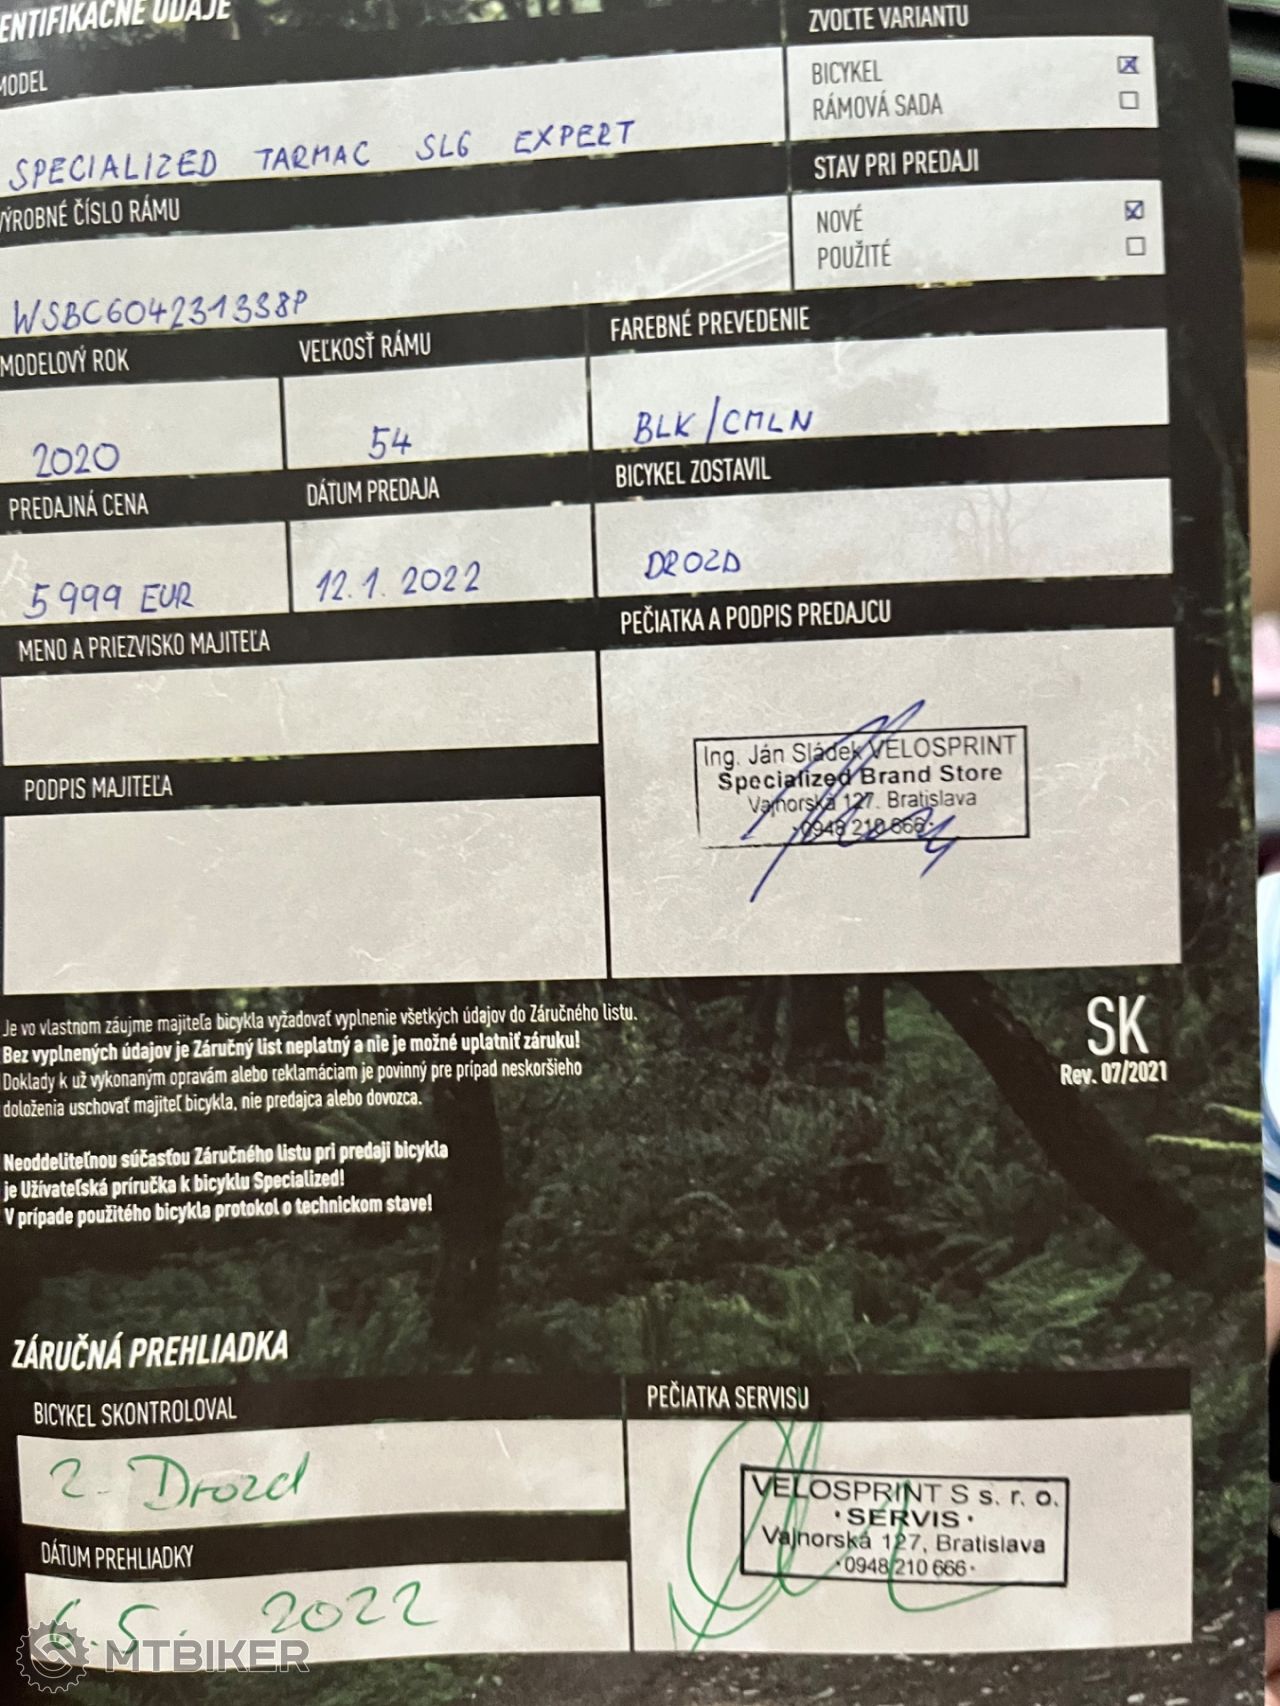 ENTIFIKAČNÉ ÚDAJE
ZVOĽTE VARIANTU
MODEL
BICYKEL
RÁMOVÁ SADA
SPECIALIZED TARMAC SL6 EXPERT
STAV PRI PREDAJI
VÝROBNÉ ČÍSLO RÁMU
NOVÉ
POUŽITÉ
WSBC604231338P
MODELOVÝ ROK
VEĽKOSŤ RÁMU
FAREBNÉ PREVEDENIE
2020
54
BLK/CMLN
PREDAJNÁ CENA
DÁTUM PREDAJA
BICYKEL ZOSTAVIL
5999 EUR
12.1.2022
DROZD
MENO A PRIEZVISKO MAJITEĽA
PEČIATKA A PODPIS PREDAJCU
Ing. Ján Sládek VELOSPRINT
Specialized Brand Store
Vajnorská 127. Bratislava
·0948 210 666·
PODPIS MAJITEĽA
Je vo vlastnom záujme majiteľa bicykla vyžadovať vyplnenie všetkých údajov do Záručného listu.
Bez vyplnených údajov je Záručný list neplatný a nie je možné uplatniť záruku!
Doklady k už vykonaným opravám alebo reklamáciam je povinný pre prípad neskoršieho
doloženia uschovať majiteľ bicykla, nie predajca alebo dovozca.
SK
Rev. 07/2021
Neoddeliteľnou súčasťou Záručného listu pri predaji bicykla
je Užívateľská príručka k bicyklu Specialized!
V prípade použitého bicykla protokol o technickom stave!
ZÁRUČNÁ PREHLIADKA
BICYKEL SKONTROLOVAL
PEČIATKA SERVISU
2. Drozd
VELOSPRINT S s. r. o.
·SERVIS·
Vajnorská 127, Bratislava
·0948 210 666·
DÁTUM PREHLIADKY
6.5. 2022
MTBIKER